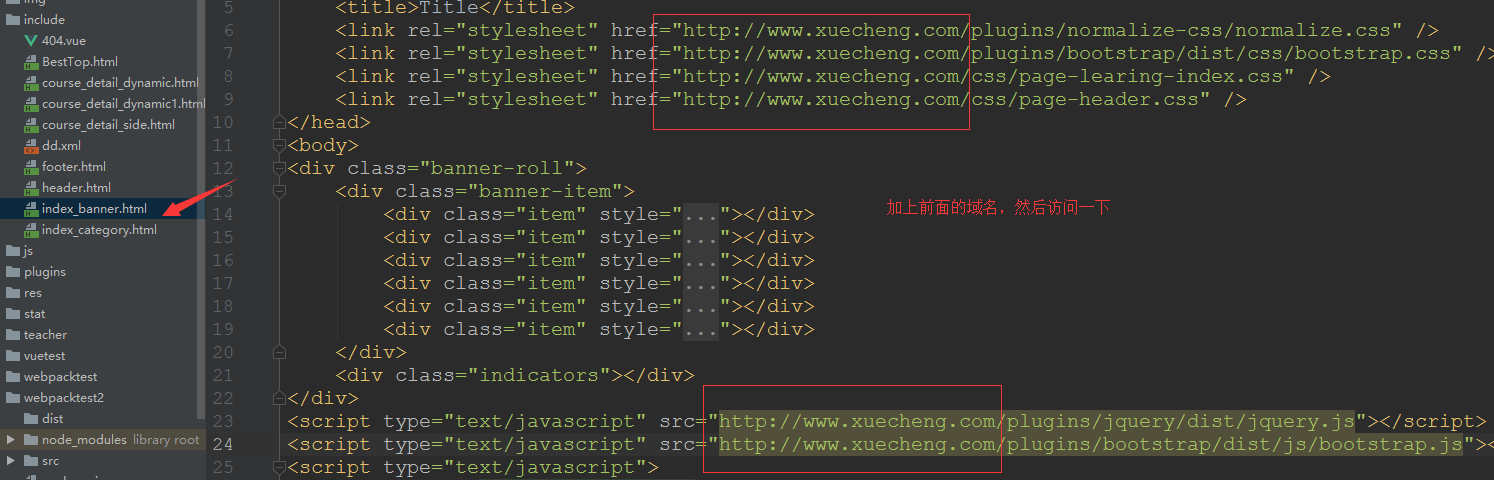 img
include
404.vue
BestTop.html
course_detail_dynamic.html
course_detail_dynamic1.html
course_detail_side.html
dd.xml
footer.html
header.html
index_banner.html
index_category.html
js
plugins
res
stat
teacher
vuetest
webpacktest
webpacktest2
dist
node_modules library root
src
5 <title>Title</title>
6 <link rel="stylesheet" href="http://www.xuecheng.com/plugins/normalize-css/normalize.css" />
7 <link rel="stylesheet" href="http://www.xuecheng.com/plugins/bootstrap/dist/css/bootstrap.css" />
8 <link rel="stylesheet" href="http://www.xuecheng.com/css/page-learing-index.css" />
9 <link rel="stylesheet" href="http://www.xuecheng.com/css/page-header.css" />
10 </head>
11 <body>
12 <div class="banner-roll">
13 <div class="banner-item">
14 <div class="item" style="..."></div>
加上前面的域名，然后访问一下
15 <div class="item" style="..."></div>
16 <div class="item" style="..."></div>
17 <div class="item" style="..."></div>
18 <div class="item" style="..."></div>
19 <div class="item" style="..."></div>
20 </div>
21 <div class="indicators"></div>
22 </div>
23 <script type="text/javascript" src="http://www.xuecheng.com/plugins/jquery/dist/jquery.js"></script>
24 <script type="text/javascript" src="http://www.xuecheng.com/plugins/bootstrap/dist/js/bootstrap.js"><
25 <script type="text/javascript">